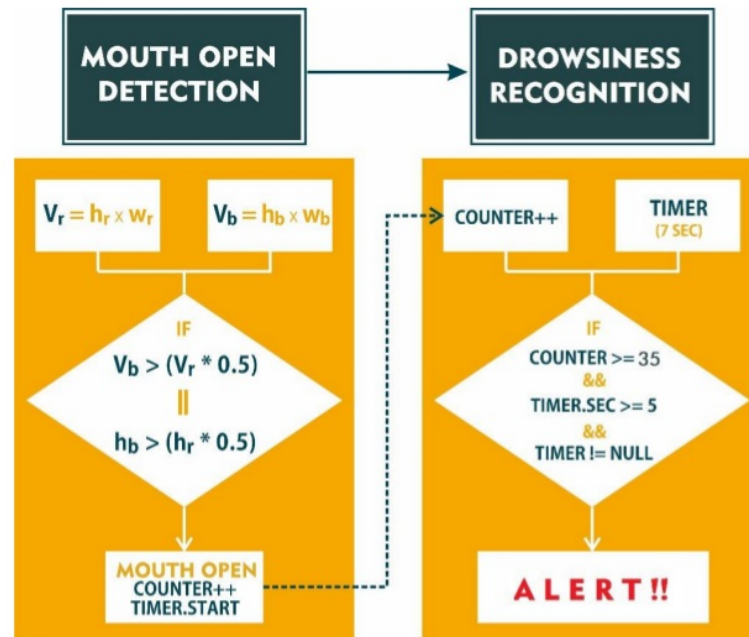 MOUTH OPEN
DETECTION
DROWSINESS
RECOGNITION
Vr = hr x wr
Vb = hb x wb
IF
Vb > (Vr * 0.5)
||
hb > (hr * 0.5)
MOUTH OPEN
COUNTER++
TIMER.START
COUNTER++
TIMER
(7 SEC)
IF
COUNTER >= 35
&&
TIMER.SEC >= 5
&&
TIMER != NULL
ALERT!!